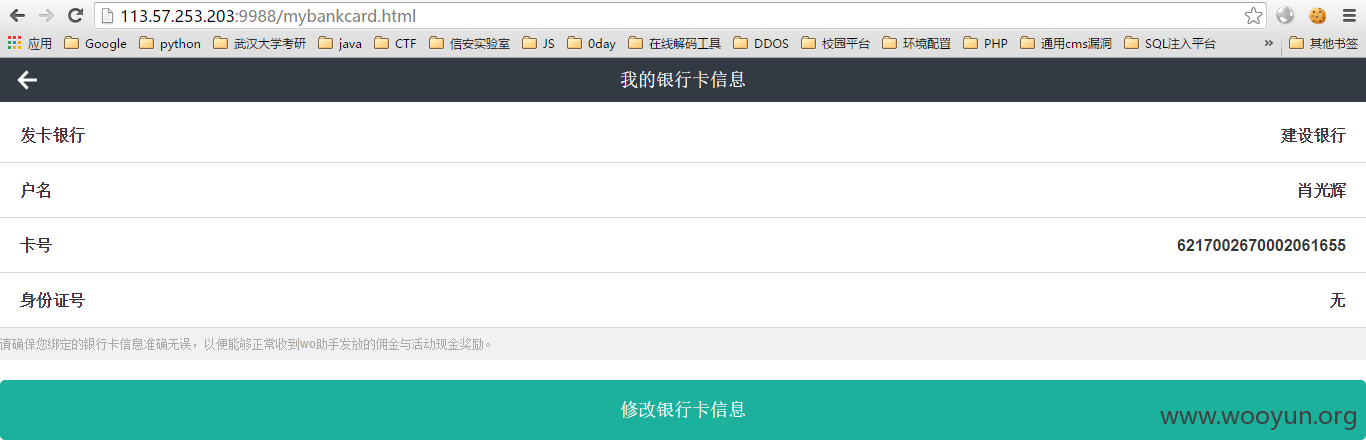 113.57.253.203:9988/mybankcard.html
应用 Google python 武汉大学考研 java CTF 信安实验室 JS 0day 在线解码工具 DDOS 校园平台 环境配置 PHP 通用cms漏洞 SQL注入平台 » 其他书签
我的银行卡信息
发卡银行 建设银行
户名 肖光辉
卡号 6217002670002061655
身份证号 无
请确保您绑定的银行卡信息准确无误，以便能够正常收到wo助手发放的佣金与活动现金奖励。
修改银行卡信息
www.wooyun.org